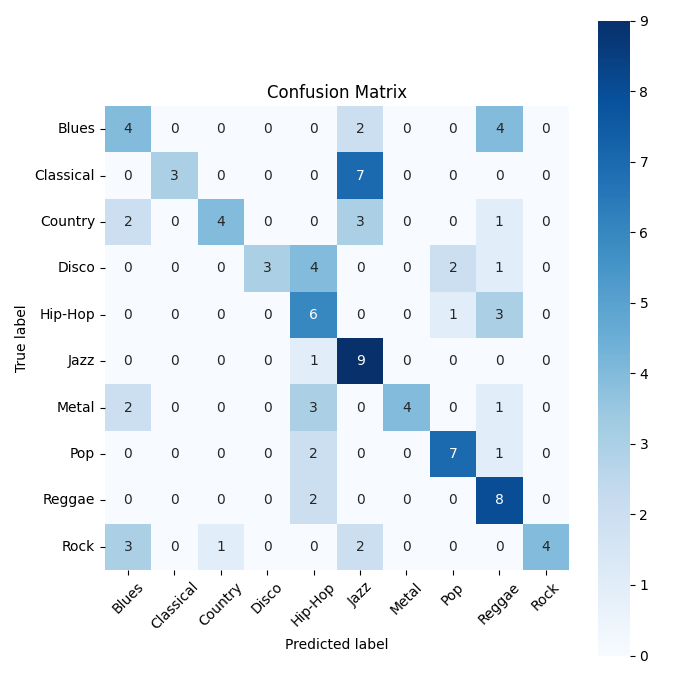 Confusion Matrix
Blues 4 0 0 0 0 2 0 0 4 0
Classical 0 3 0 0 0 7 0 0 0 0
Country 2 0 4 0 0 3 0 0 1 0
Disco 0 0 0 3 4 0 0 2 1 0
Hip-Hop 0 0 0 0 6 0 0 1 3 0
Jazz 0 0 0 0 1 9 0 0 0 0
Metal 2 0 0 0 3 0 4 0 1 0
Pop 0 0 0 0 2 0 0 7 1 0
Reggae 0 0 0 0 2 0 0 0 8 0
Rock 3 0 1 0 0 2 0 0 0 4
True label
Blues Classical Country Disco Hip-Hop Jazz Metal Pop Reggae Rock
Predicted label
9
8
7
6
5
4
3
2
1
0